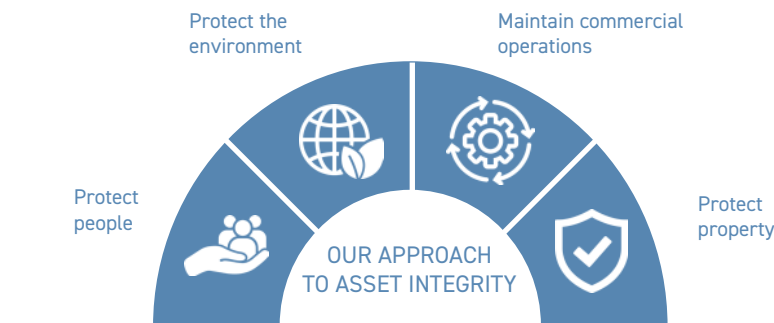 Protect the
environment
Maintain commercial
operations
Protect
people
Protect
property
OUR APPROACH
TO ASSET INTEGRITY